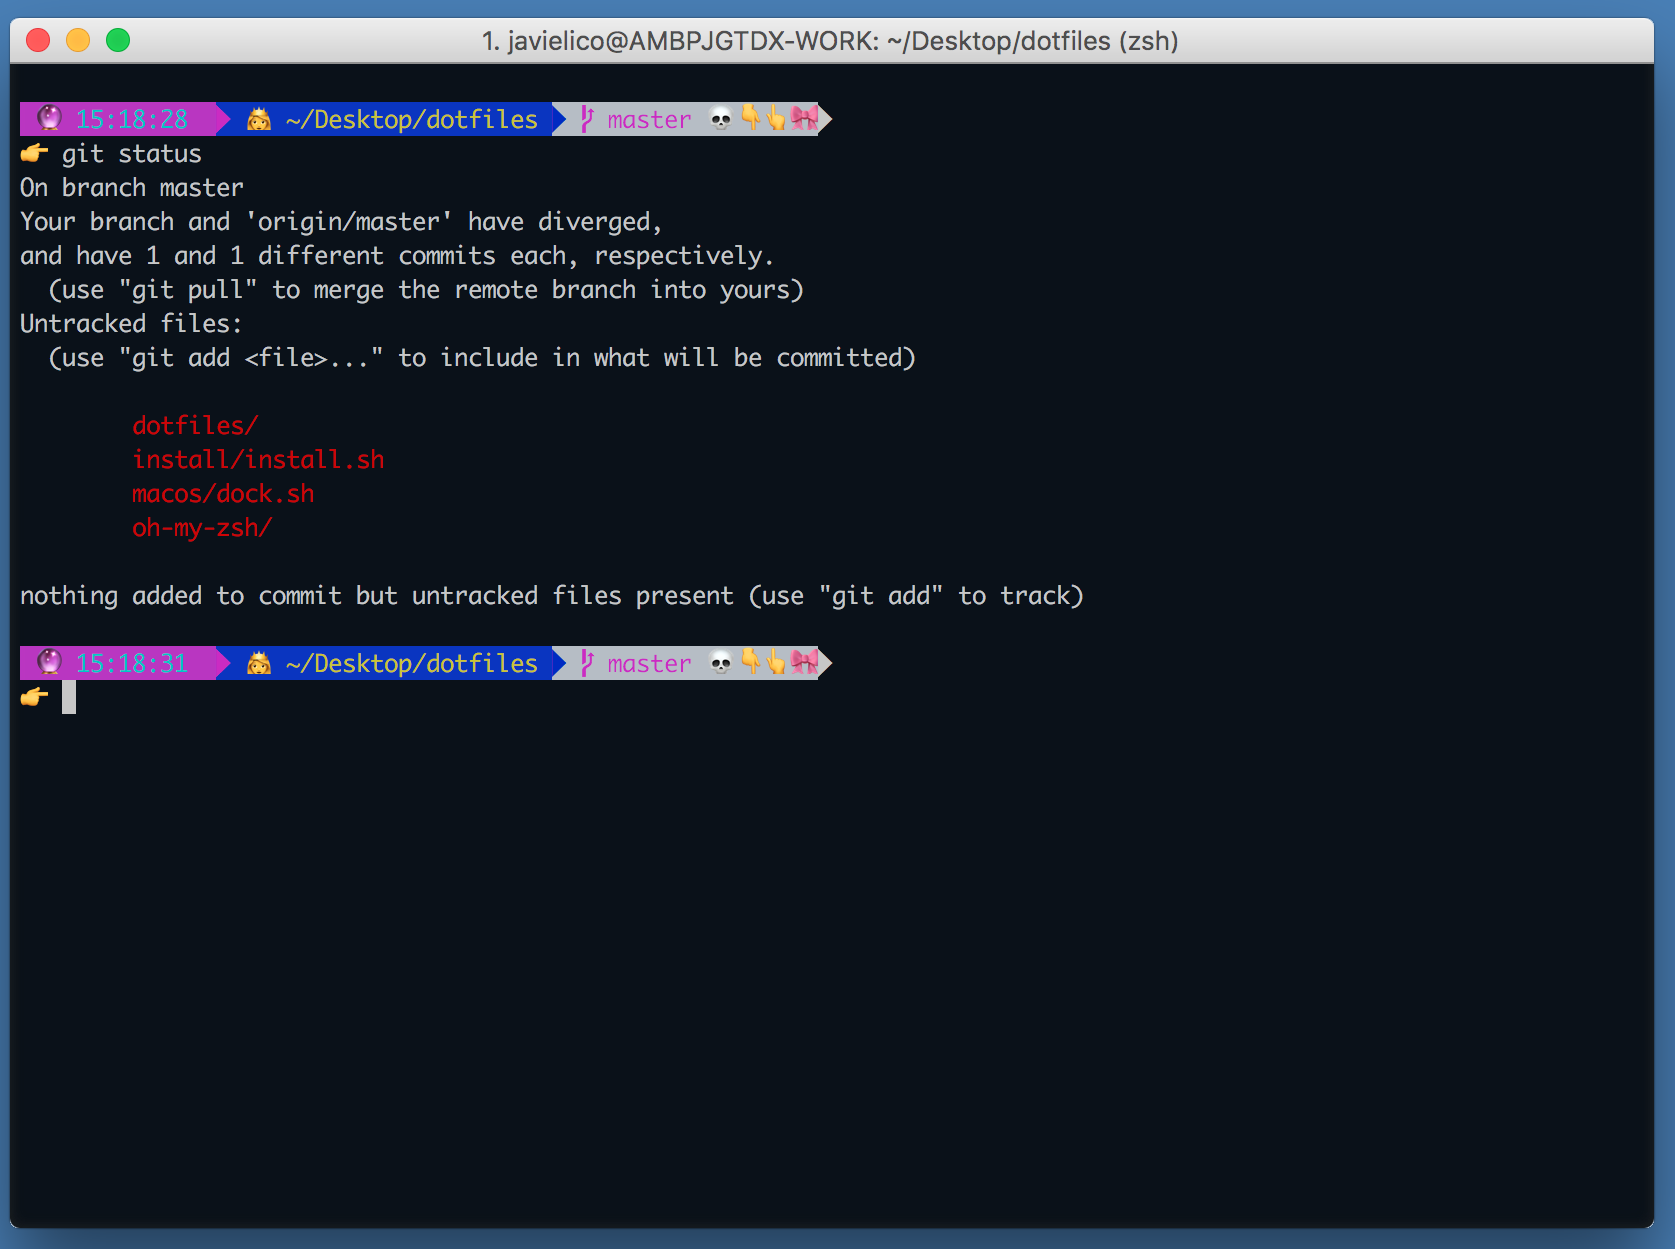 1. javielico@AMBPJGTDX-WORK: ~/Desktop/dotfiles (zsh)
🔮 15:18:28 👸 ~/Desktop/dotfiles master 💀👇👆🎀
👉 git status
On branch master
Your branch and 'origin/master' have diverged,
and have 1 and 1 different commits each, respectively.
  (use "git pull" to merge the remote branch into yours)
Untracked files:
  (use "git add <file>..." to include in what will be committed)
        dotfiles/
        install/install.sh
        macos/dock.sh
        oh-my-zsh/
nothing added to commit but untracked files present (use "git add" to track)
🔮 15:18:31 👸 ~/Desktop/dotfiles master 💀👇👆🎀
👉